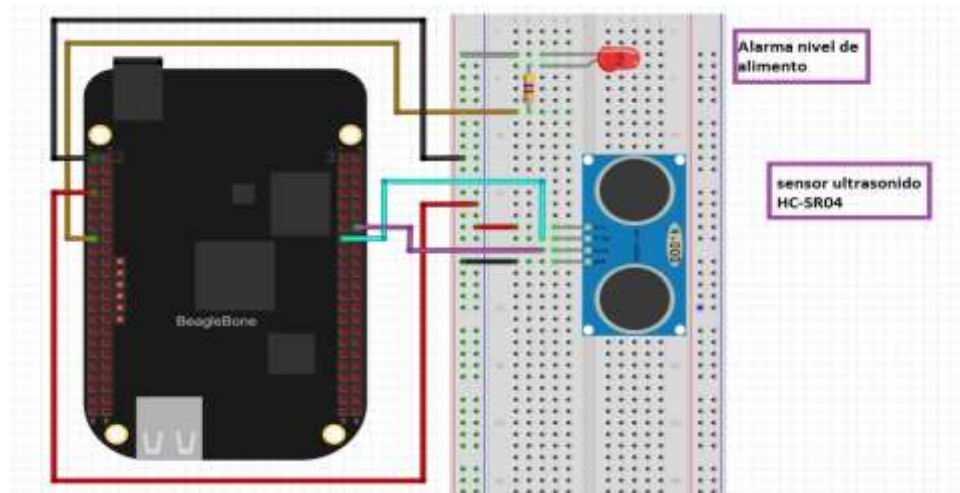 Alarma nivel de
alimento
sensor ultrasonido
HC-SR04
BeagleBone